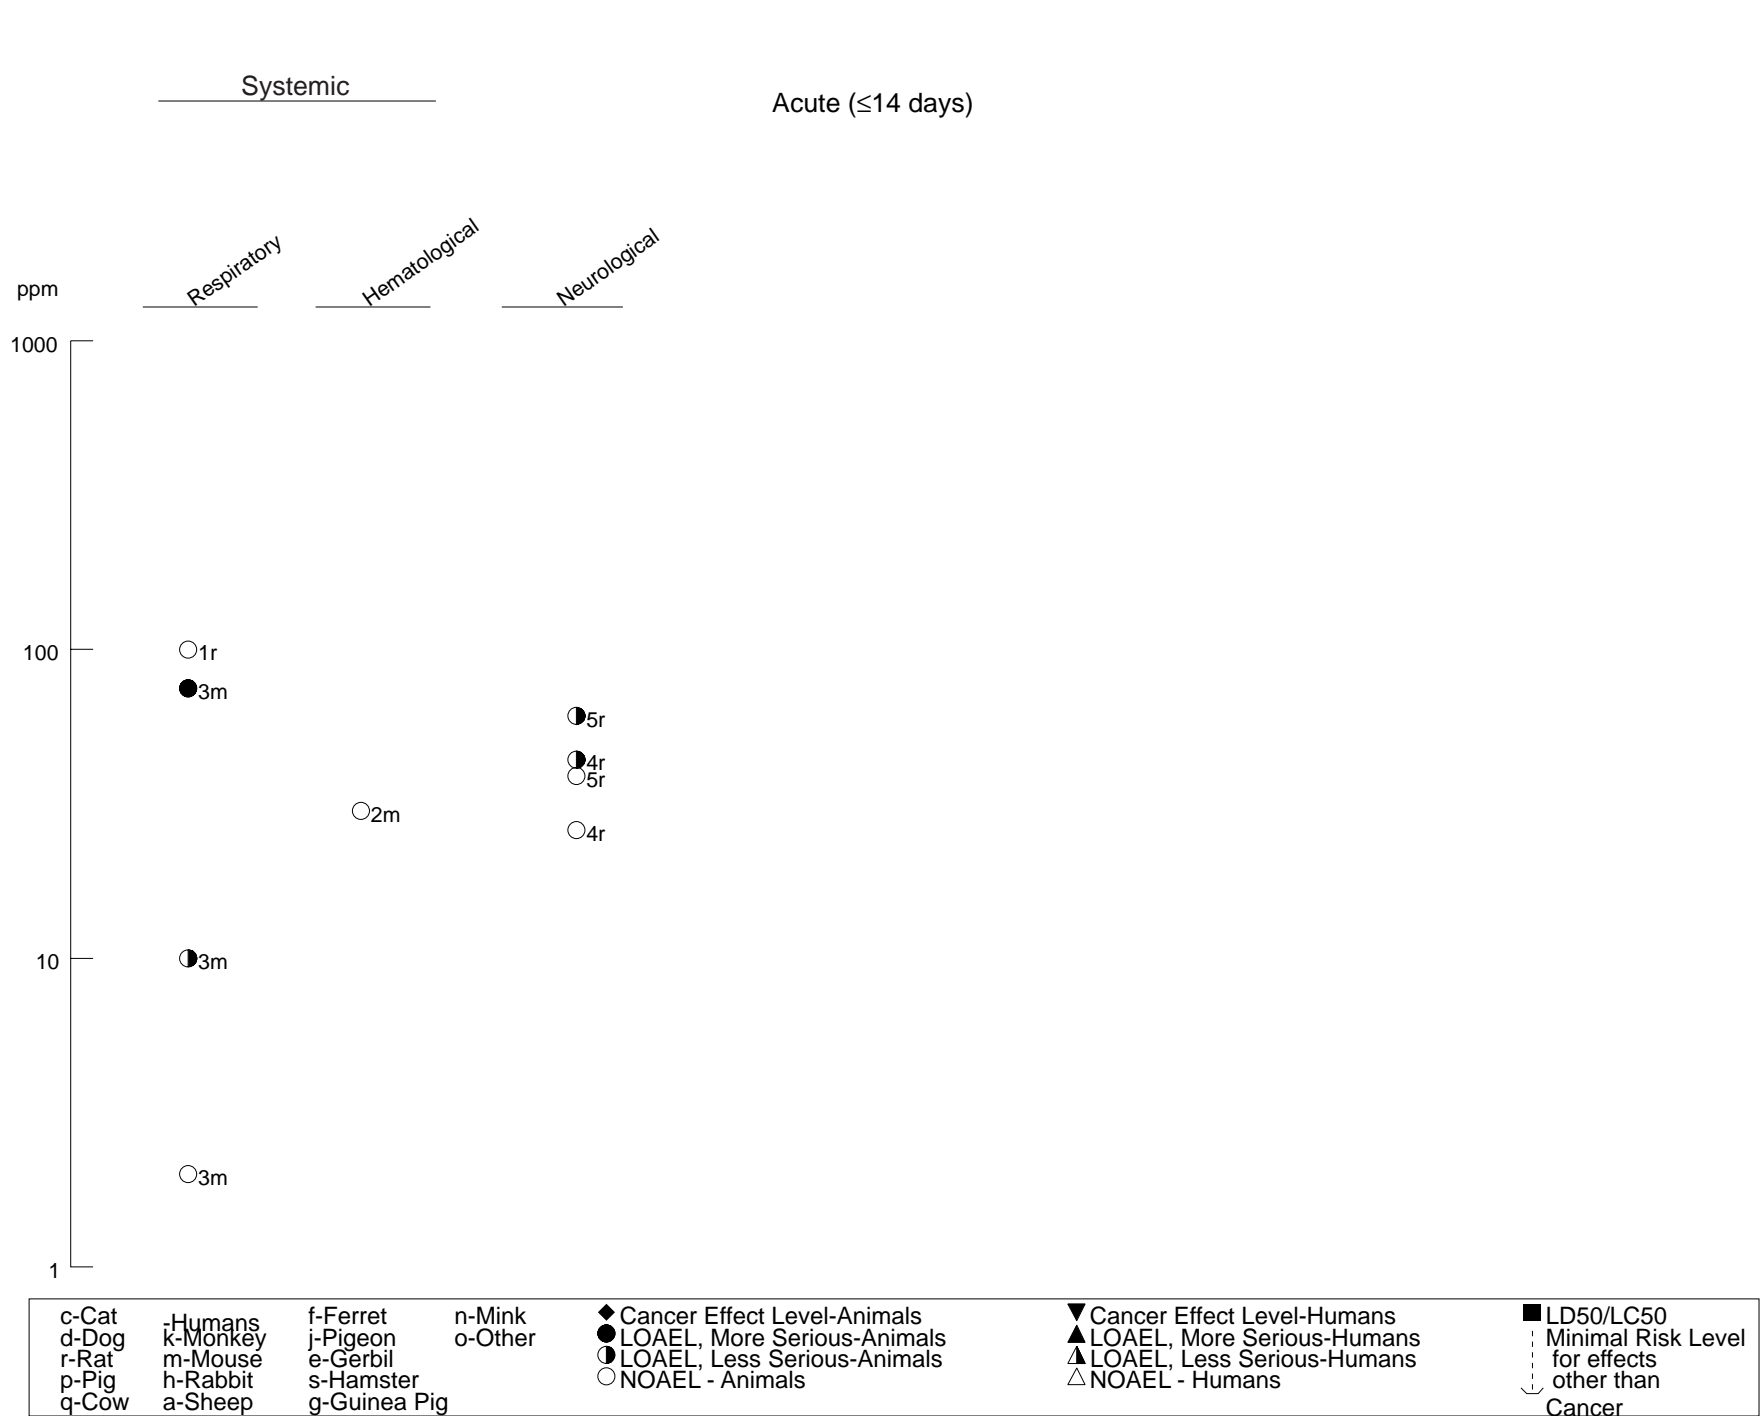 Systemic
Acute (≤14 days)
Respiratory
Hematological
Neurological
ppm
1000
100
10
1
1r
3m
5r
4r
5r
2m
4r
3m
3m
c-Cat
d-Dog
r-Rat
p-Pig
q-Cow
-Humans
k-Monkey
m-Mouse
h-Rabbit
a-Sheep
f-Ferret
j-Pigeon
e-Gerbil
s-Hamster
g-Guinea Pig
n-Mink
o-Other
Cancer Effect Level-Animals
LOAEL, More Serious-Animals
LOAEL, Less Serious-Animals
NOAEL - Animals
Cancer Effect Level-Humans
LOAEL, More Serious-Humans
LOAEL, Less Serious-Humans
NOAEL - Humans
LD50/LC50
Minimal Risk Level
for effects
other than
Cancer